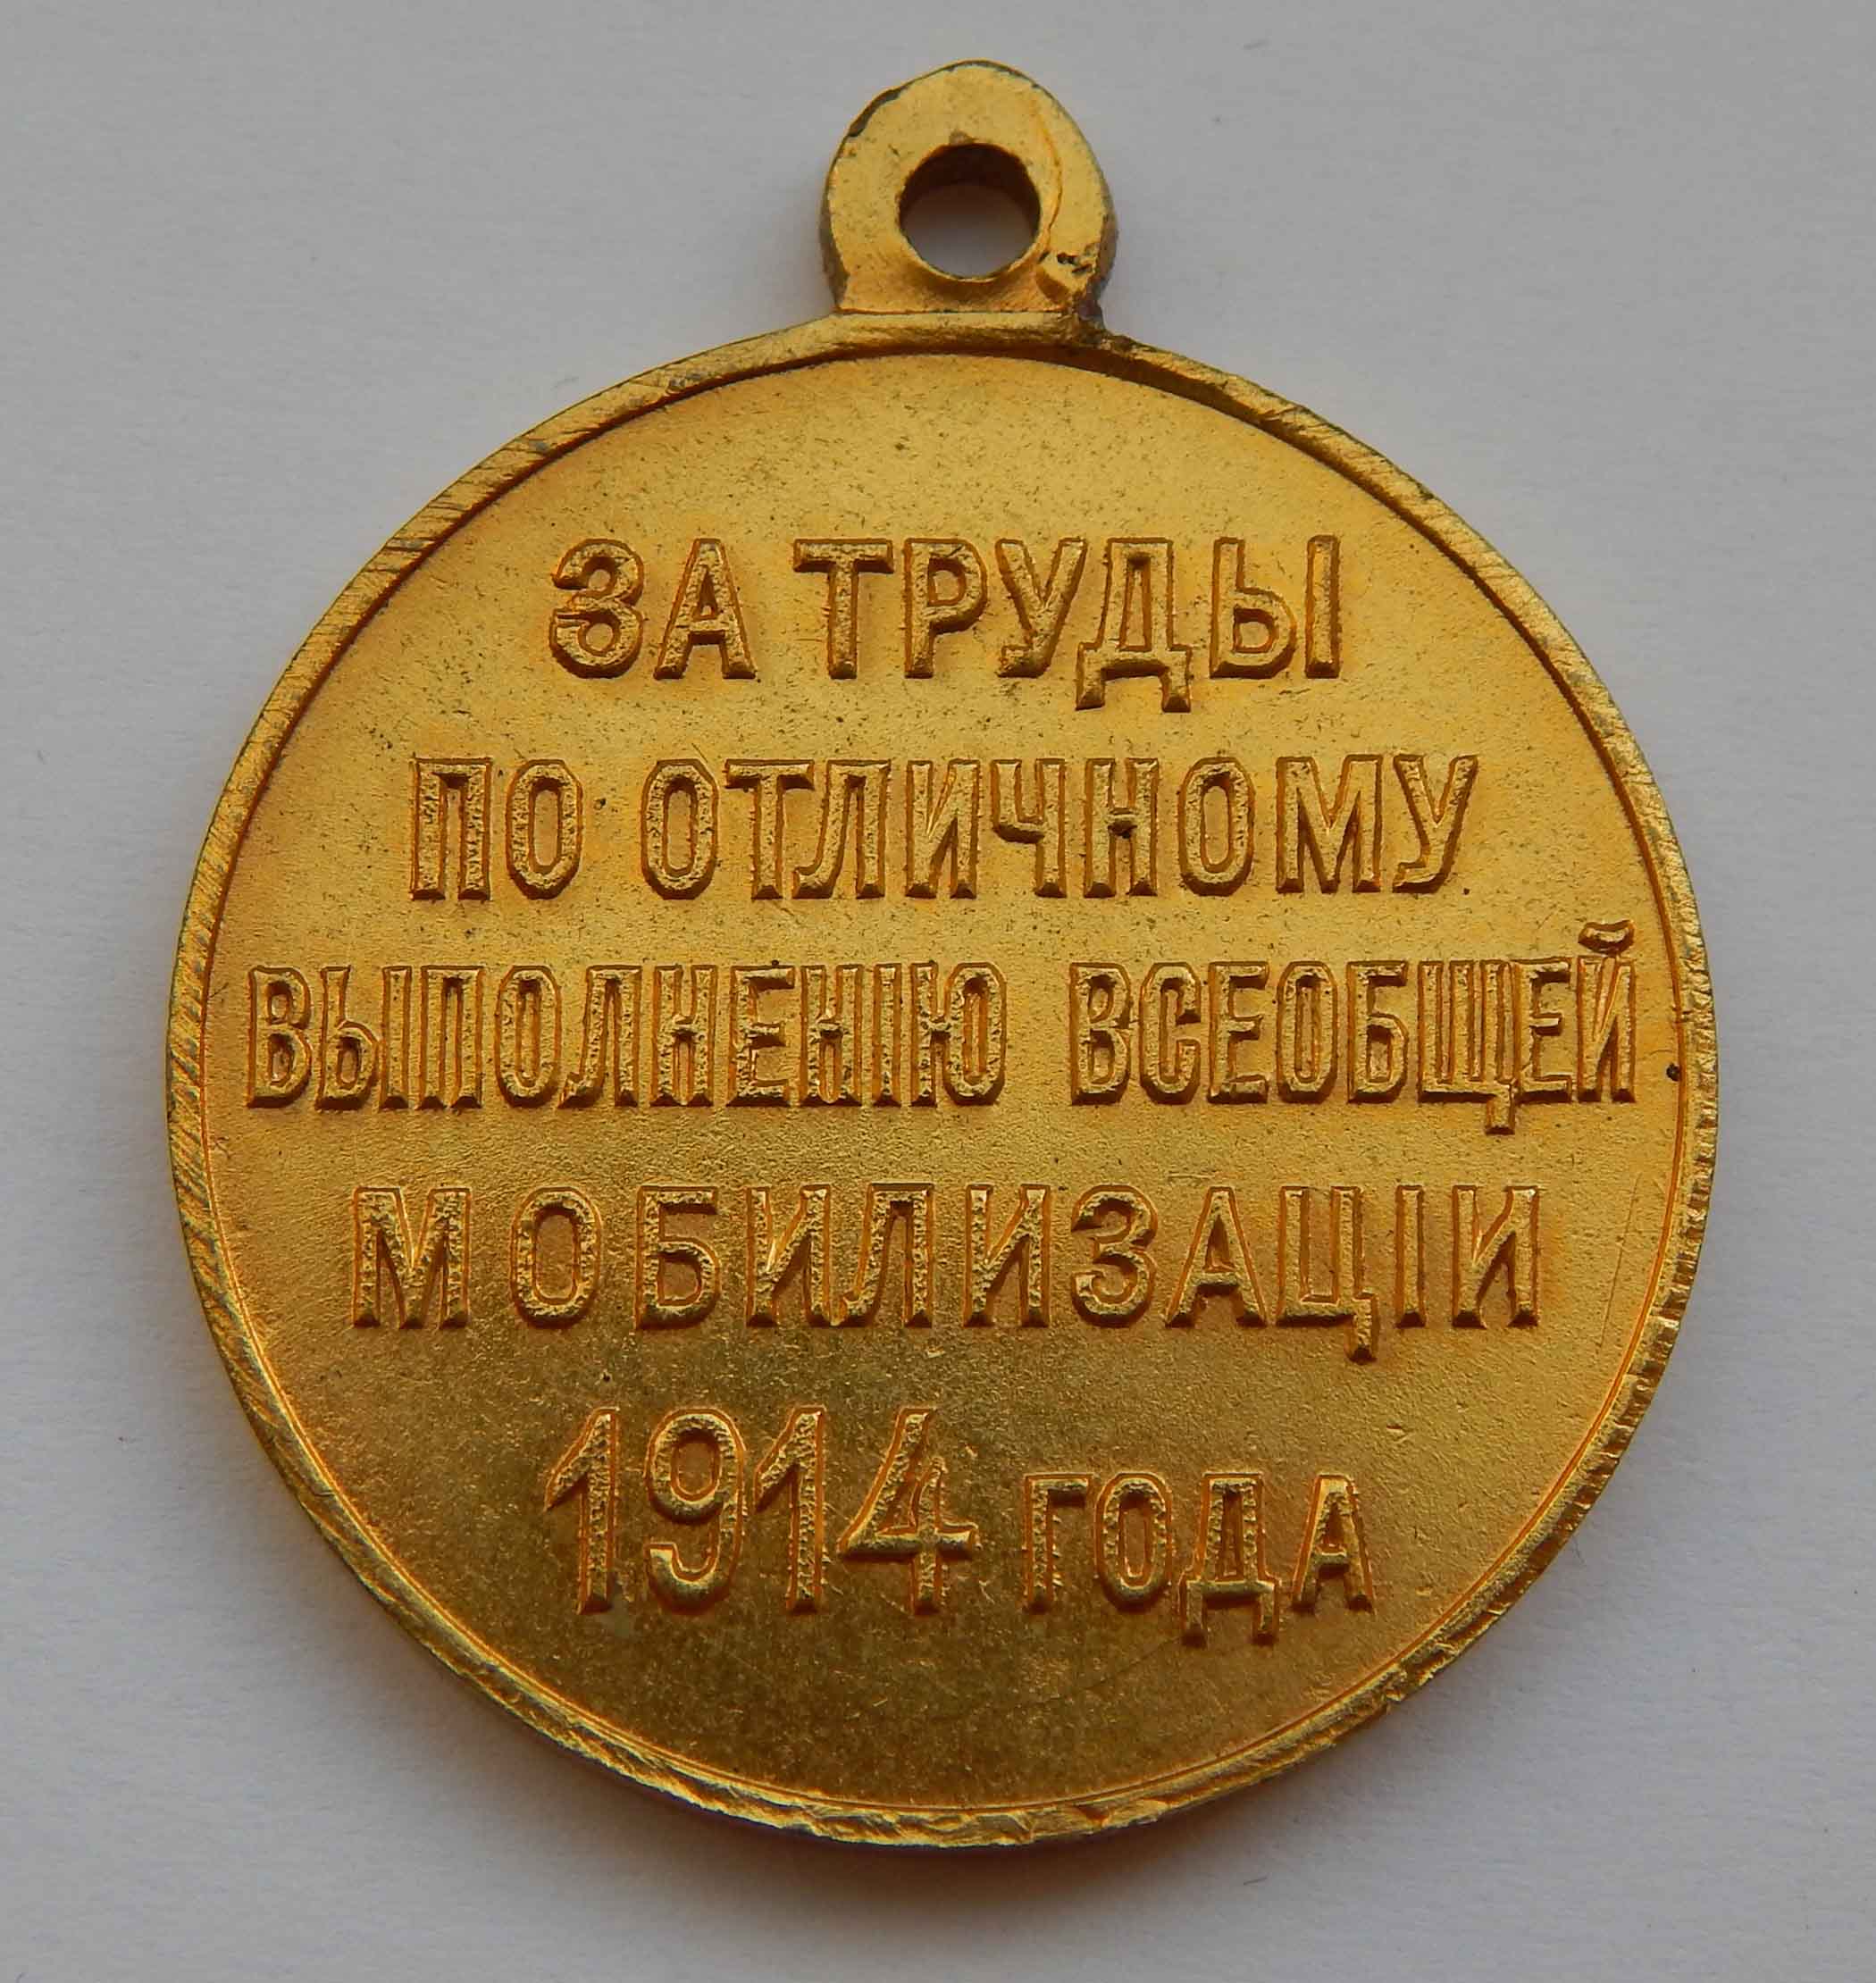 ЗА ТРУДЫ
ПО ОТЛИЧНОМУ
ВЫПОЛНЕНІЮ ВСЕОБЩЕЙ
МОБИЛИЗАЦІИ
1914 ГОДА